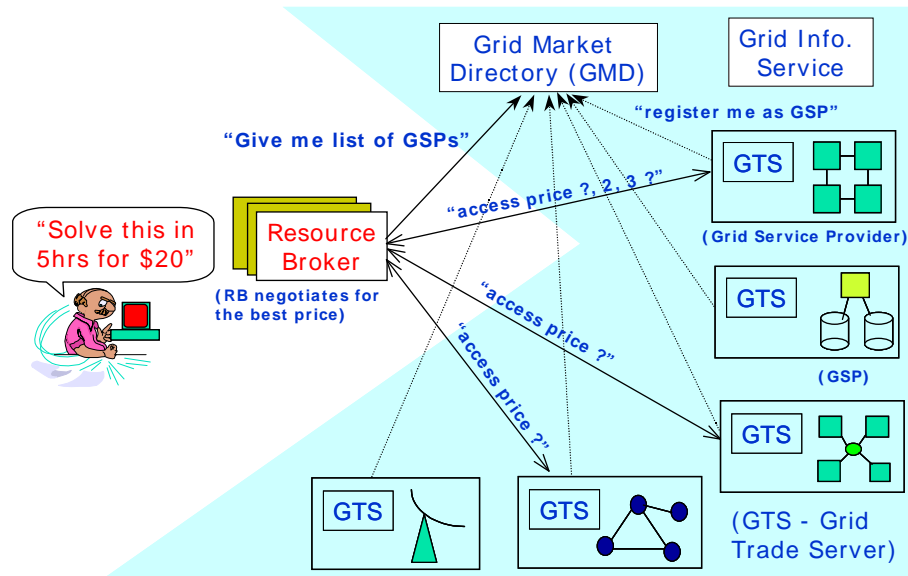 Grid Market
Directory (GMD)
Grid Info.
Service
“register me as GSP”
“Give me list of GSPs”
GTS
“access price ?, 2, 3 ?”
(Grid Service Provider)
“Solve this in
5hrs for $20”
Resource
Broker
(RB negotiates for
the best price)
“access price ?”
“access price ?”
GTS
(GSP)
GTS
GTS
GTS
(GTS - Grid
Trade Server)